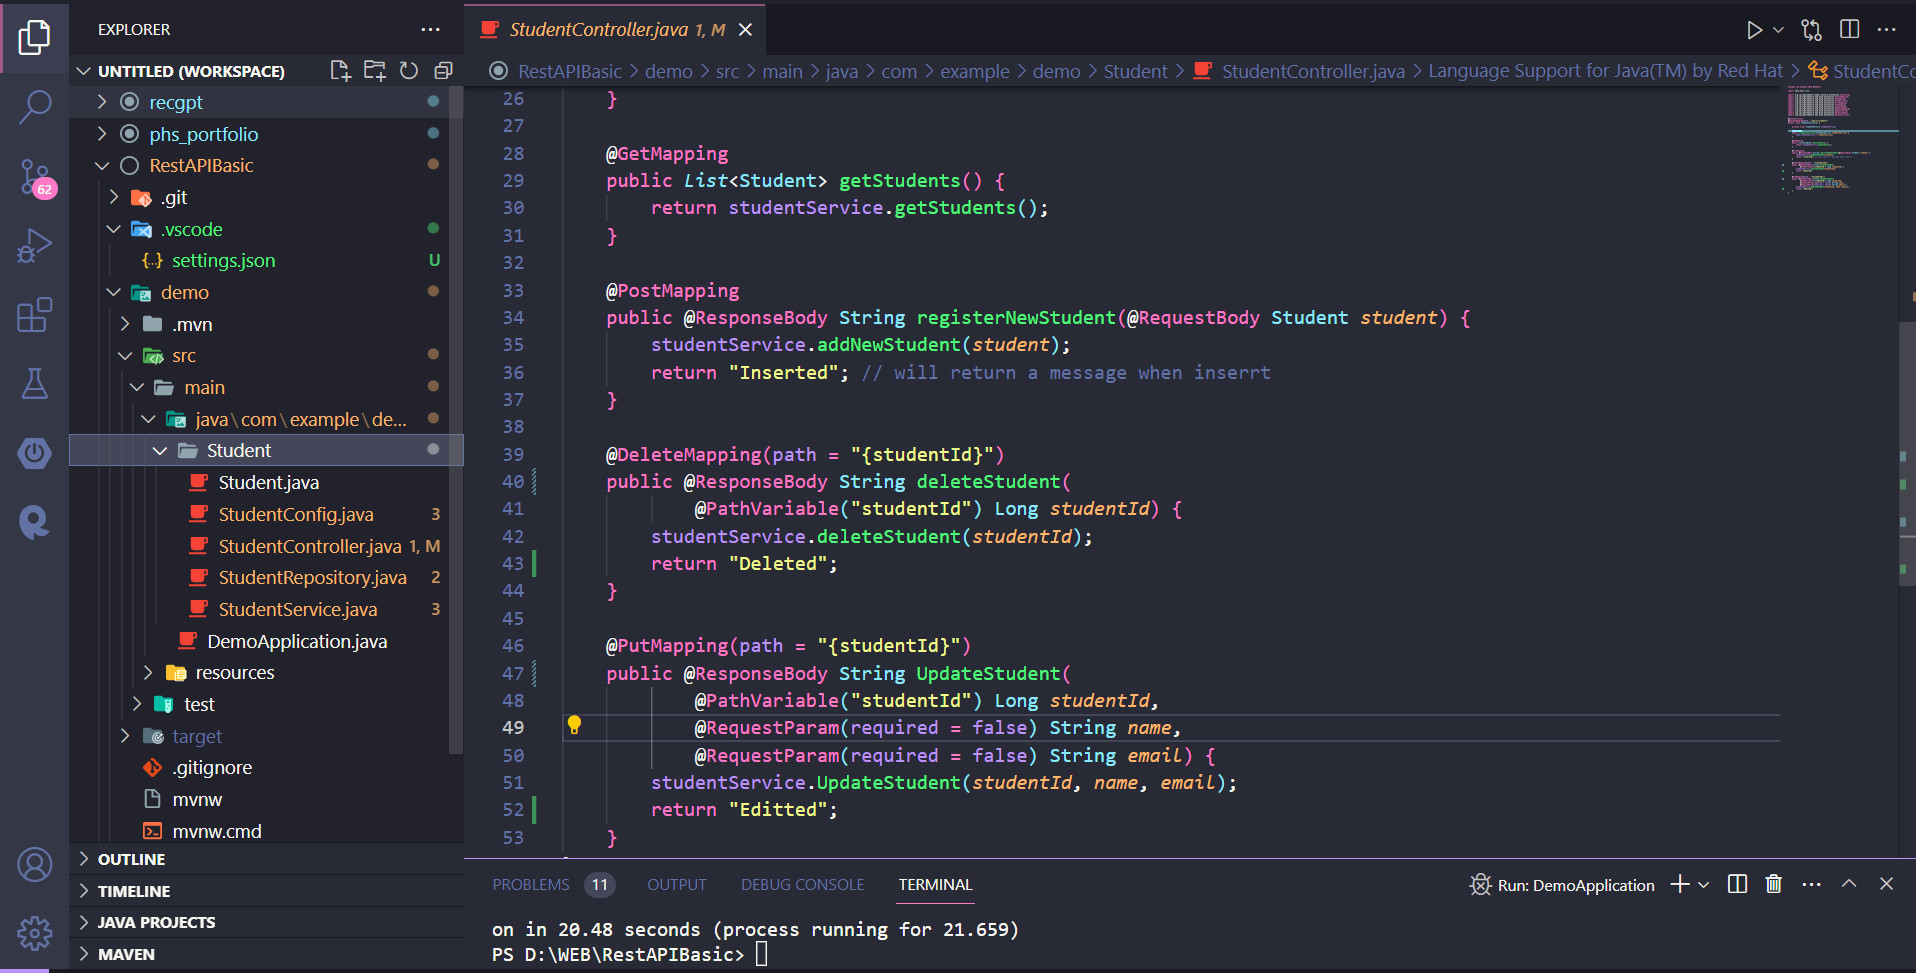 EXPLORER
UNTITLED (WORKSPACE)
recgpt
phs_portfolio
RestAPIBasic
.git
.vscode
{..} settings.json U
demo
.mvn
src
main
java\com\example\de...
Student
Student.java
StudentConfig.java 3
StudentController.java 1, M
StudentRepository.java 2
StudentService.java 3
DemoApplication.java
resources
test
target
.gitignore
mvnw
mvnw.cmd
OUTLINE
TIMELINE
JAVA PROJECTS
MAVEN
62
StudentController.java 1, M
RestAPIBasic > demo > src > main > java > com > example > demo > Student > StudentController.java > Language Support for Java(TM) by Red Hat > StudentCo
26 }
27
28 @GetMapping
29 public List<Student> getStudents() {
30 return studentService.getStudents();
31 }
32
33 @PostMapping
34 public @ResponseBody String registerNewStudent(@RequestBody Student student) {
35 studentService.addNewStudent(student);
36 return "Inserted"; // will return a message when inserrt
37 }
38
39 @DeleteMapping(path = "{studentId}")
40 public @ResponseBody String deleteStudent(
41 @PathVariable("studentId") Long studentId) {
42 studentService.deleteStudent(studentId);
43 return "Deleted";
44 }
45
46 @PutMapping(path = "{studentId}")
47 public @ResponseBody String UpdateStudent(
48 @PathVariable("studentId") Long studentId,
49 @RequestParam(required = false) String name,
50 @RequestParam(required = false) String email) {
51 studentService.UpdateStudent(studentId, name, email);
52 return "Editted";
53 }
PROBLEMS 11 OUTPUT DEBUG CONSOLE TERMINAL Run: DemoApplication
on in 20.48 seconds (process running for 21.659)
PS D:\WEB\RestAPIBasic>